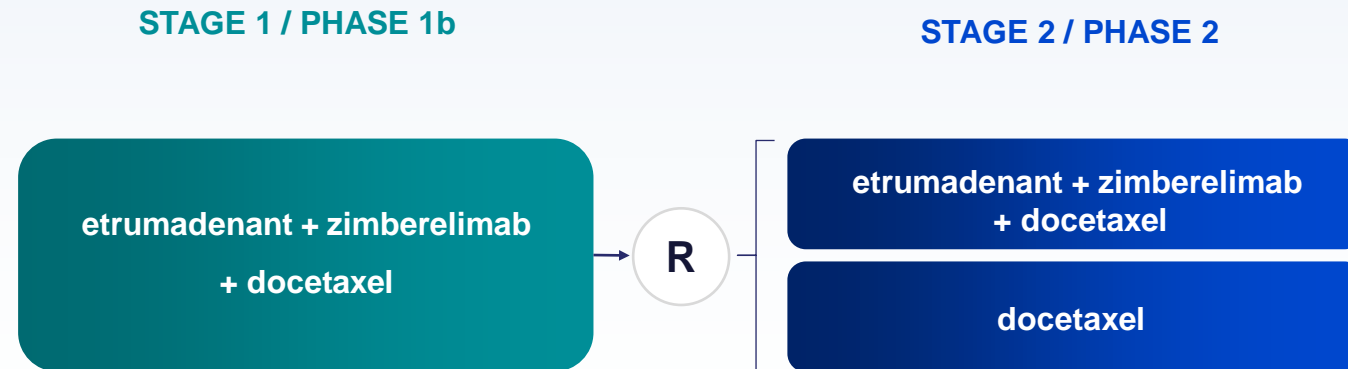 STAGE 1 / PHASE 1b
STAGE 2 / PHASE 2
etrumadenant + zimberelimab
+ docetaxel
R
etrumadenant + zimberelimab
+ docetaxel
docetaxel